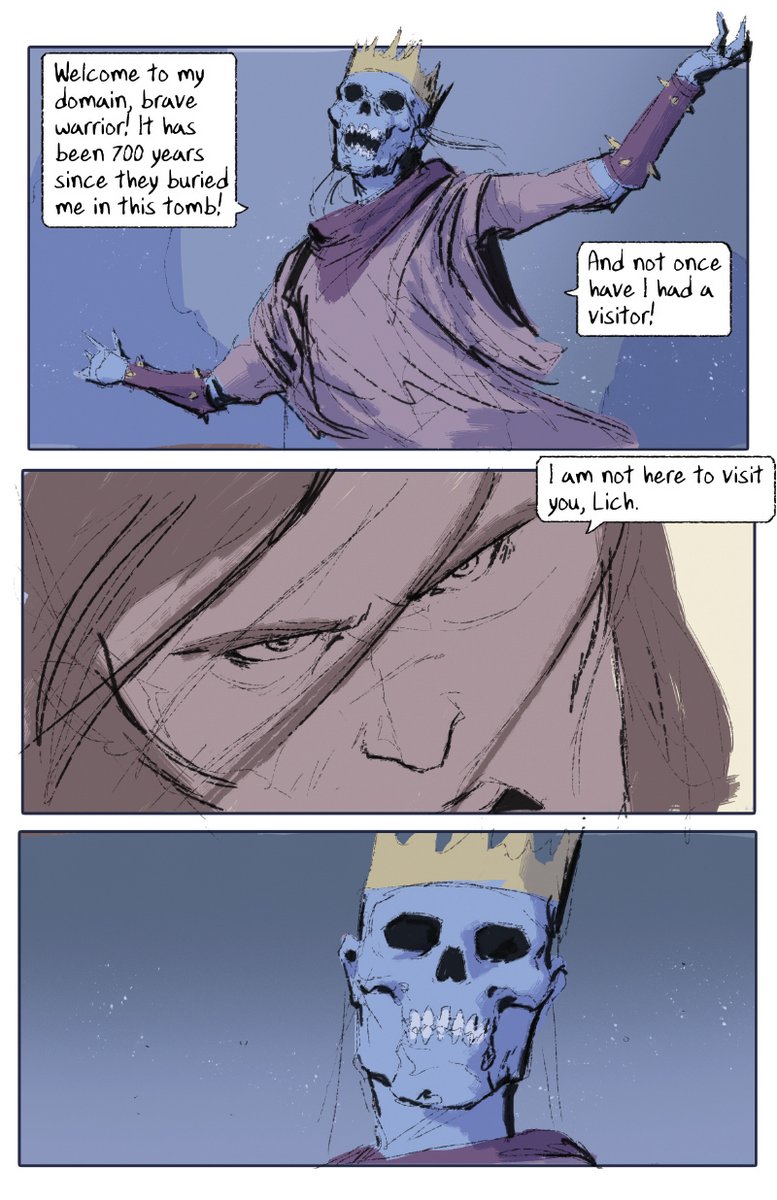 Welcome to my
domain, brave
warrior! It has
been 700 years
since they buried
me in this tomb!
And not once
have I had a
visitor!
I am not here to visit
you, Lich.